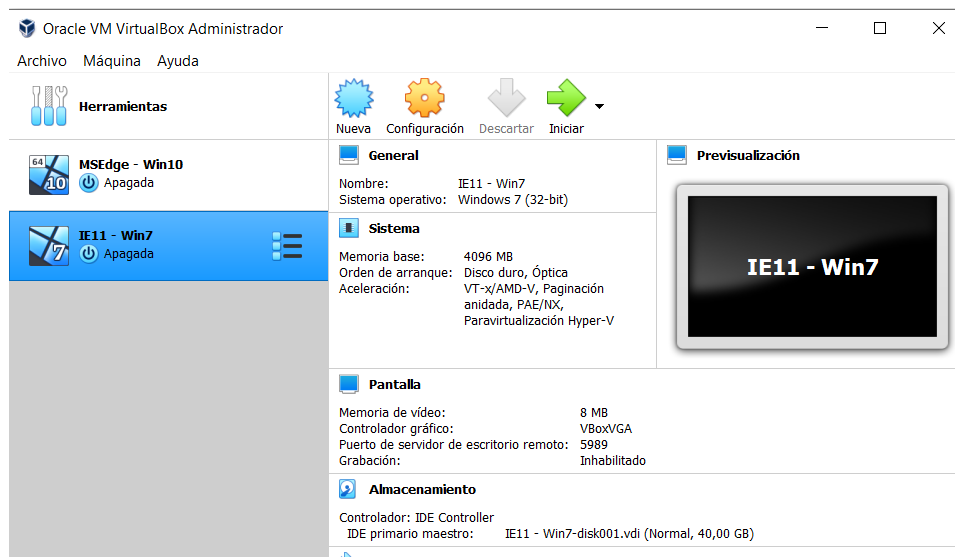 Oracle VM VirtualBox Administrador
Archivo Máquina Ayuda
Herramientas
Nueva Configuración Descartar Iniciar
64
10
MSEdge - Win10
Apagada
7
IE11 - Win7
Apagada
General
Nombre: IE11 - Win7
Sistema operativo: Windows 7 (32-bit)
Sistema
Memoria base: 4096 MB
Orden de arranque: Disco duro, Óptica
Aceleración: VT-x/AMD-V, Paginación
anidada, PAE/NX,
Paravirtualización Hyper-V
Previsualización
IE11 - Win7
Pantalla
Memoria de vídeo: 8 MB
Controlador gráfico: VBoxVGA
Puerto de servidor de escritorio remoto: 5989
Grabación: Inhabilitado
Almacenamiento
Controlador: IDE Controller
IDE primario maestro: IE11 - Win7-disk001.vdi (Normal, 40,00 GB)